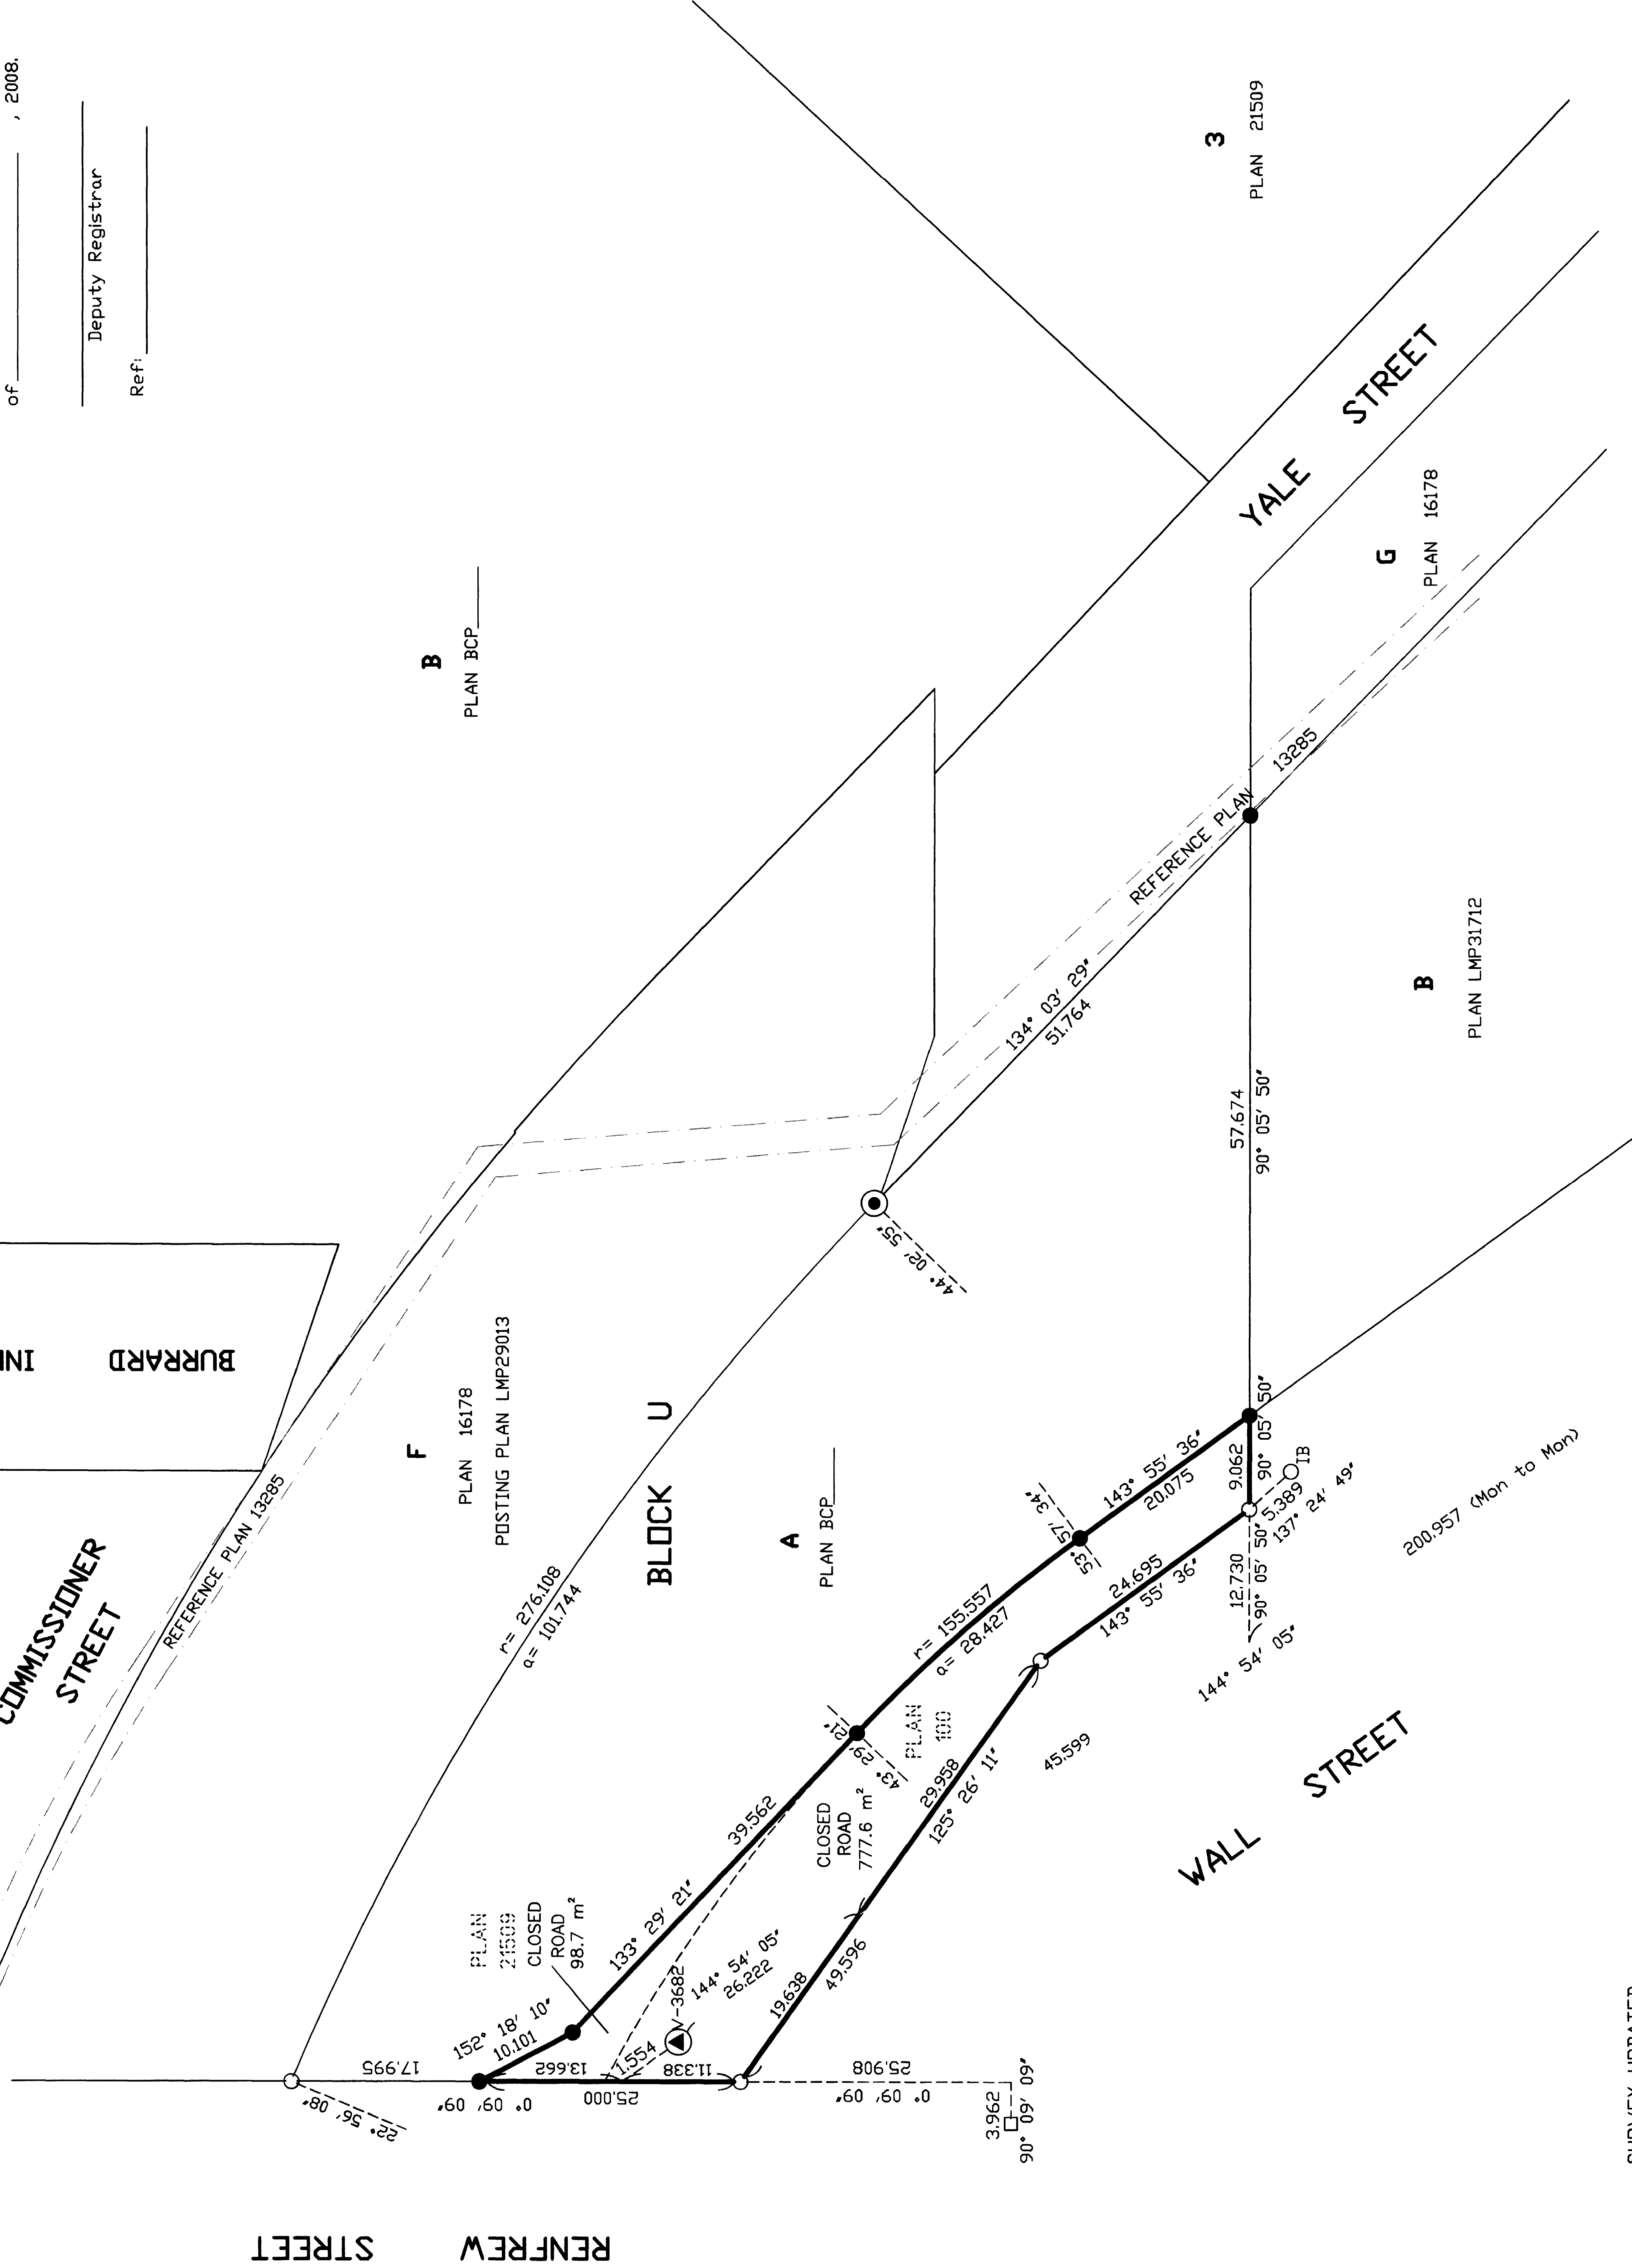 of ____________ , 2008.
Deputy Registrar
Ref: ____________
3
PLAN 21509
B
PLAN BCP____
YALE STREET
G
PLAN 16178
REFERENCE PLAN 13285
134° 03' 29"
51.764
57.674
90° 05' 50"
B
PLAN LMP31712
44° 02' 55"
BURRARD
INL
COMMISSIONER
STREET
REFERENCE PLAN 13285
F
PLAN 16178
POSTING PLAN LMP29013
BLOCK U
r= 276.108
a= 101.744
A
PLAN BCP____
143° 55' 36"
20.075
53° 57' 34"
9.062
90° 05' 50"
IB
5.389
137° 24' 49"
12.730
90° 05' 50"
144° 54' 05"
200.957 (Mon to Mon)
24.695
143° 55' 36"
r= 155.557
a= 28.427
43° 29' 21"
PLAN
100
CLOSED
ROAD
777.6 m²
29.958
125° 26' 11"
45.599
WALL STREET
39.562
133° 29' 21"
PLAN
21509
CLOSED
ROAD
98.7 m²
152° 18' 10"
10.101
V-3682
144° 54' 05"
26.222
19.638
49.596
17.995
22° 56' 08"
0° 09' 09"
13.662
1.554
11.338
25.000
25.908
0° 09' 09"
3.962
90° 09' 09"
RENFREW STREET